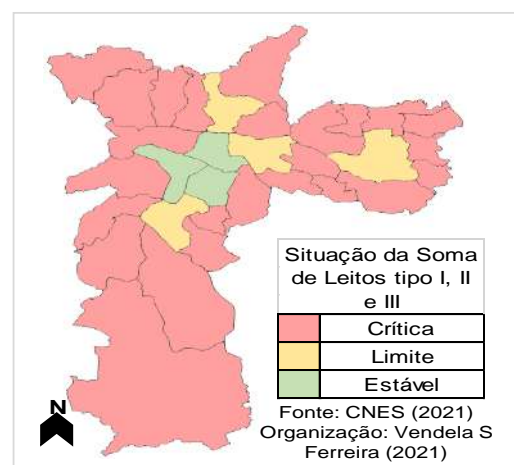 Situação da Soma
de Leitos tipo I, II
e III
Crítica
Limite
Estável
N
Fonte: CNES (2021)
Organização: Vendela S
Ferreira (2021)